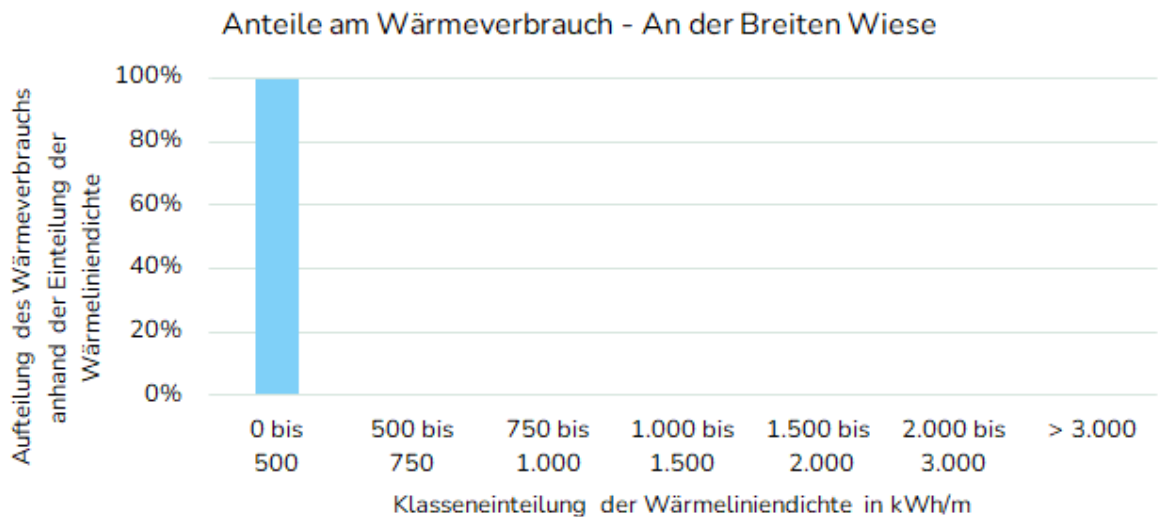 Anteile am Wärmeverbrauch - An der Breiten Wiese
Aufteilung des Wärmeverbrauchs
anhand der Einteilung der
Wärmeliniendichte
100%
80%
60%
40%
20%
0%
0 bis
500
500 bis
750
750 bis
1.000
1.000 bis
1.500
1.500 bis
2.000
2.000 bis
3.000
> 3.000
Klasseneinteilung der Wärmeliniendichte in kWh/m